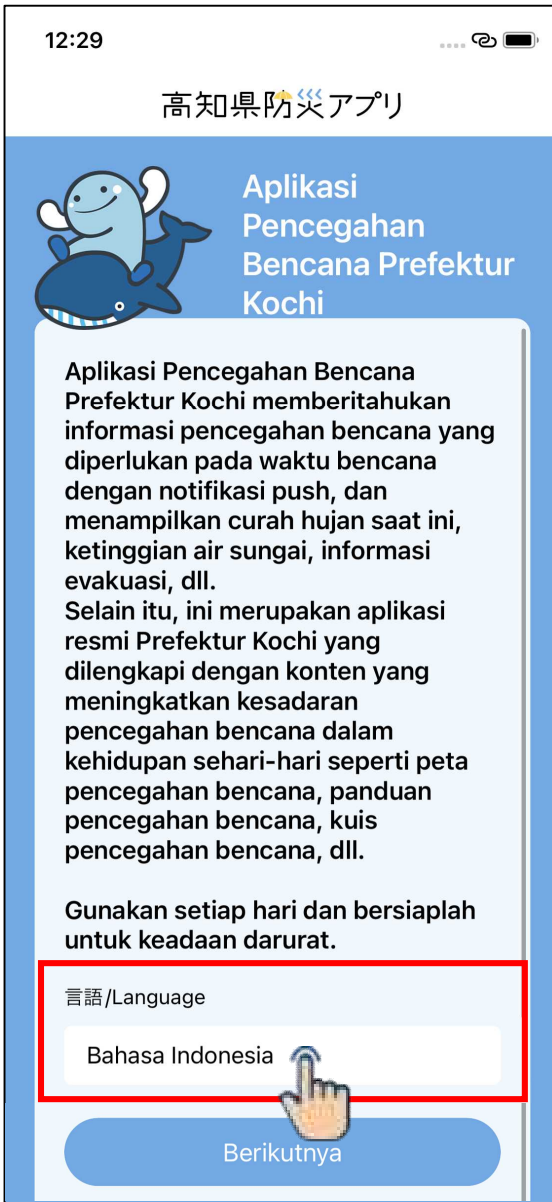 12:29
高知県防災アプリ
Aplikasi
Pencegahan
Bencana Prefektur
Kochi
Aplikasi Pencegahan Bencana
Prefektur Kochi memberitahukan
informasi pencegahan bencana yang
diperlukan pada waktu bencana
dengan notifikasi push, dan
menampilkan curah hujan saat ini,
ketinggian air sungai, informasi
evakuasi, dll.
Selain itu, ini merupakan aplikasi
resmi Prefektur Kochi yang
dilengkapi dengan konten yang
meningkatkan kesadaran
pencegahan bencana dalam
kehidupan sehari-hari seperti peta
pencegahan bencana, panduan
pencegahan bencana, kuis
pencegahan bencana, dll.
Gunakan setiap hari dan bersiaplah
untuk keadaan darurat.
言語/Language
Bahasa Indonesia
Berikutnya